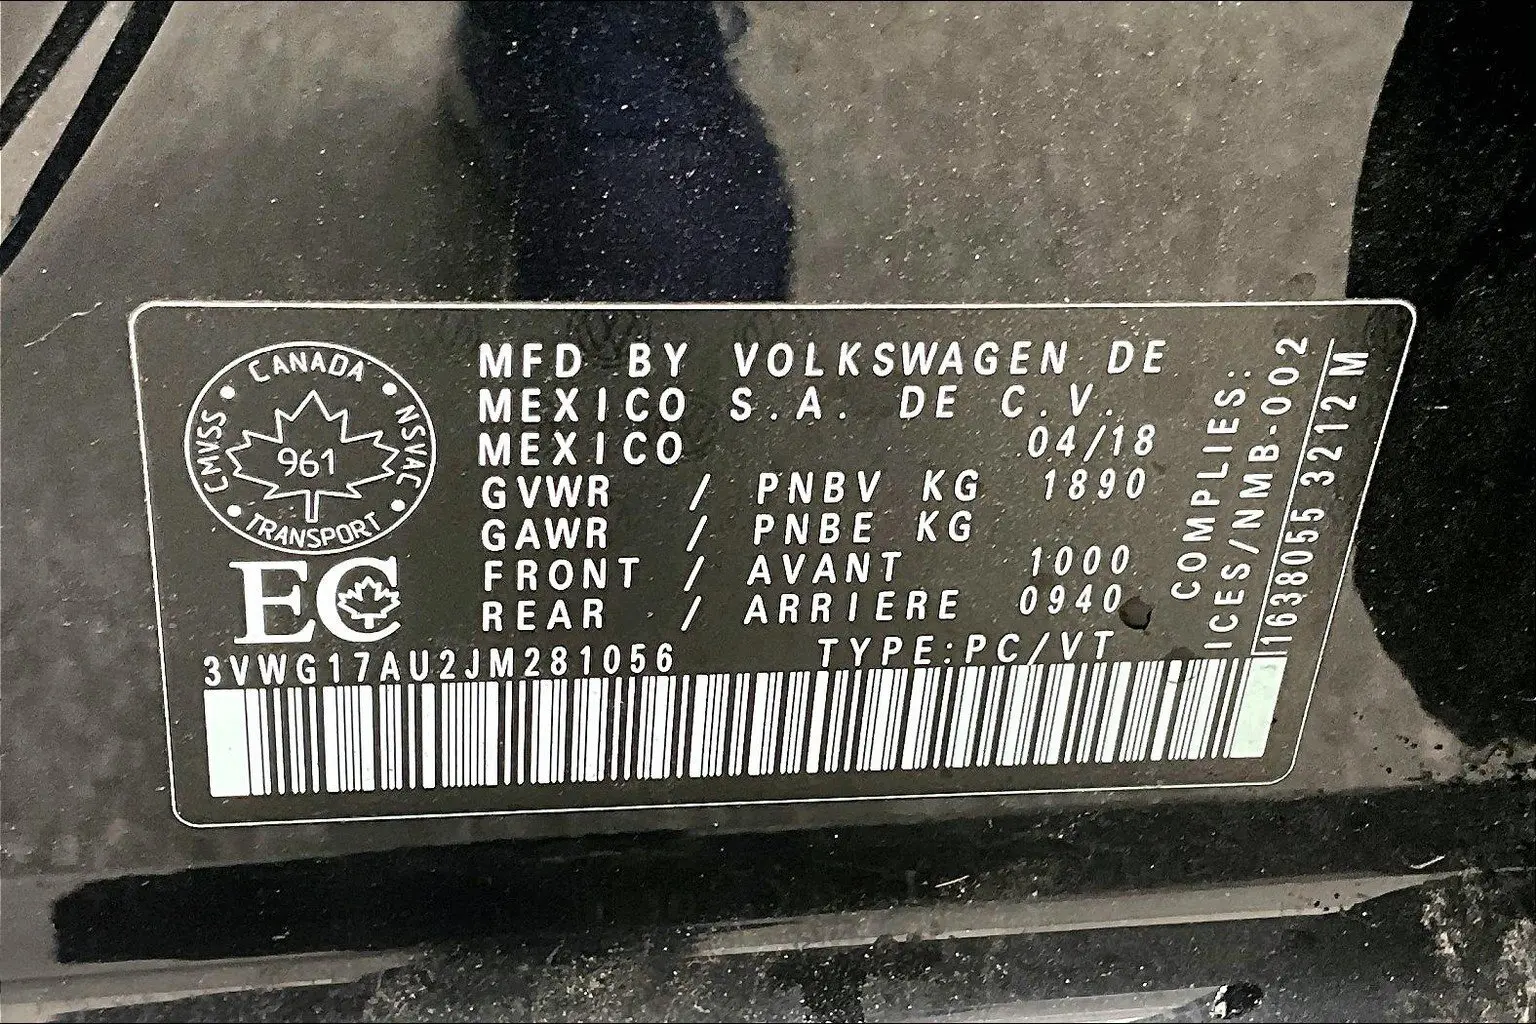 CANADA
CMVSS
NSVAC
961
TRANSPORT
EC
MFD BY VOLKSWAGEN DE
MEXICO S.A. DE C.V.
MEXICO 04/18
GVWR / PNBV KG 1890
GAWR / PNBE KG
FRONT / AVANT 1000
REAR / ARRIERE 0940
3VWG17AU2JM281056 TYPE:PC/VT
COMPLIES:
ICES/NMB-002
1638055 3212 M